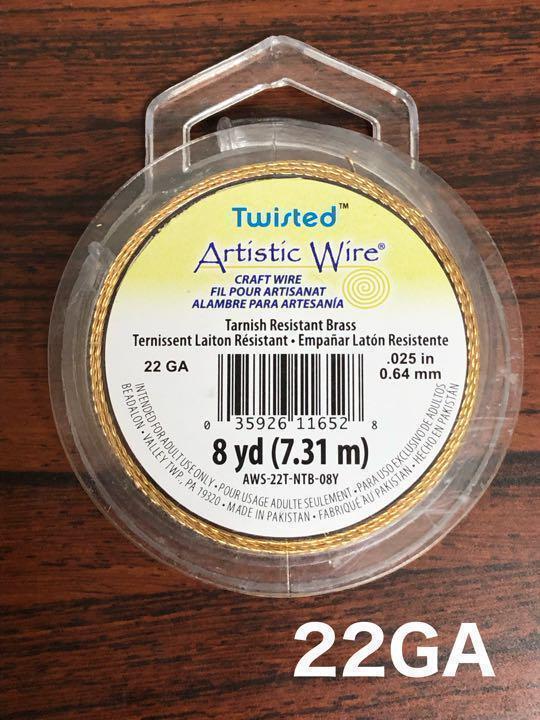 Twisted™
Artistic Wire®
CRAFT WIRE
FIL POUR ARTISANAT
ALAMBRE PARA ARTESANÍA
Tarnish Resistant Brass
Ternissent Laiton Résistant • Empañar Latón Resistente
22 GA
.025 in
0.64 mm
0 35926 11652 8
8 yd (7.31 m)
AWS-22T-NTB-08Y
INTENDED FOR ADULT USE ONLY • POUR USAGE ADULTE SEULEMENT • PARA USO EXCLUSIVO DE ADULTOS
BEADALON • VALLEY TWP., PA 19320 • MADE IN PAKISTAN • FABRIQUÉ AU PAKISTAN • HECHO EN PAKISTÁN
22GA